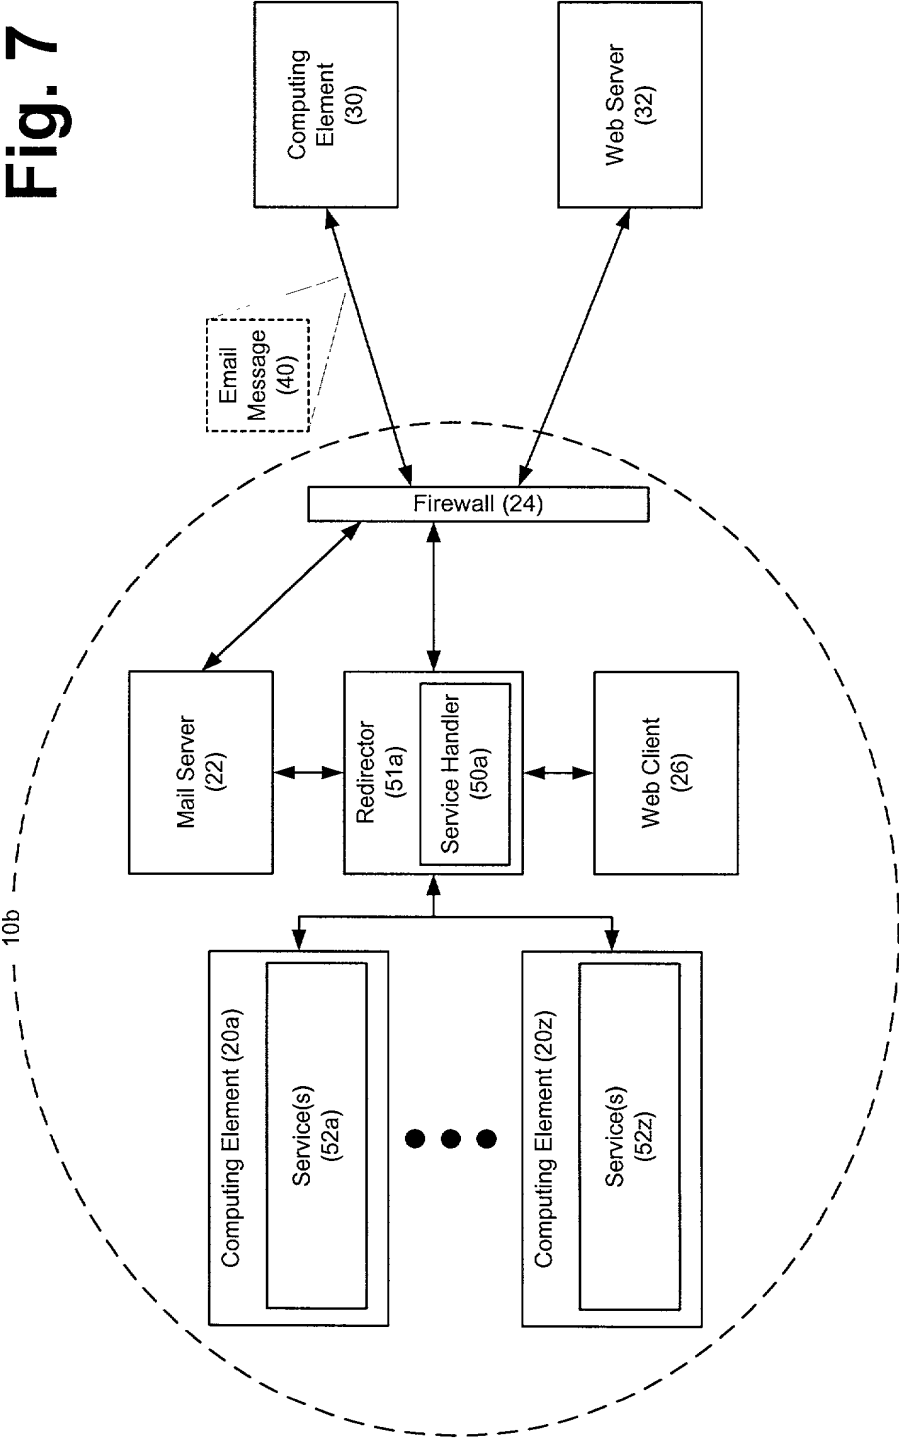 Fig. 7
10b
Computing Element (20a)
Service(s)
(52a)
Computing Element (20z)
Service(s)
(52z)
Mail Server
(22)
Redirector
(51a)
Service Handler
(50a)
Web Client
(26)
Firewall (24)
Email
Message
(40)
Computing
Element
(30)
Web Server
(32)